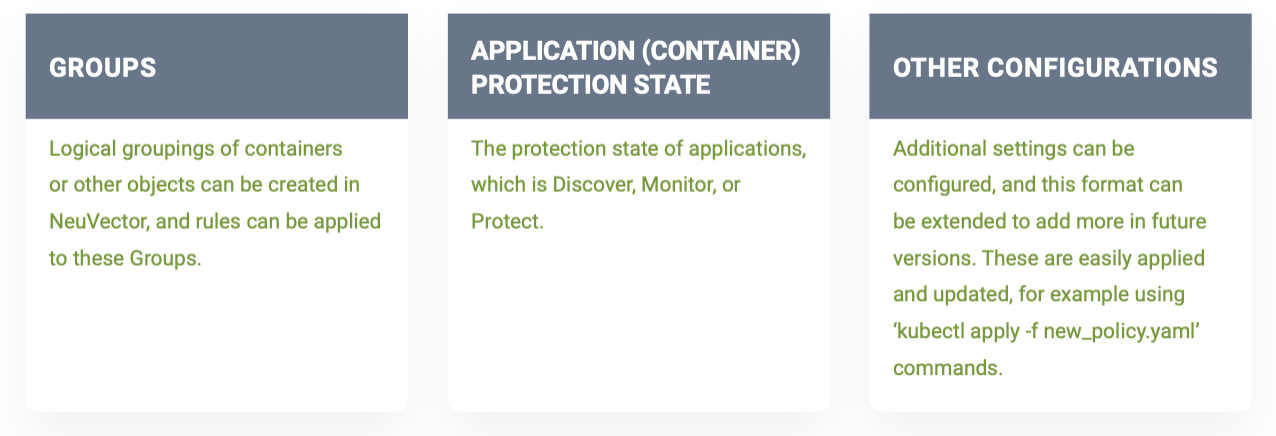 GROUPS
Logical groupings of containers
or other objects can be created in
NeuVector, and rules can be applied
to these Groups.
APPLICATION (CONTAINER)
PROTECTION STATE
The protection state of applications,
which is Discover, Monitor, or
Protect.
OTHER CONFIGURATIONS
Additional settings can be
configured, and this format can
be extended to add more in future
versions. These are easily applied
and updated, for example using
‘kubectl apply -f new_policy.yaml’
commands.